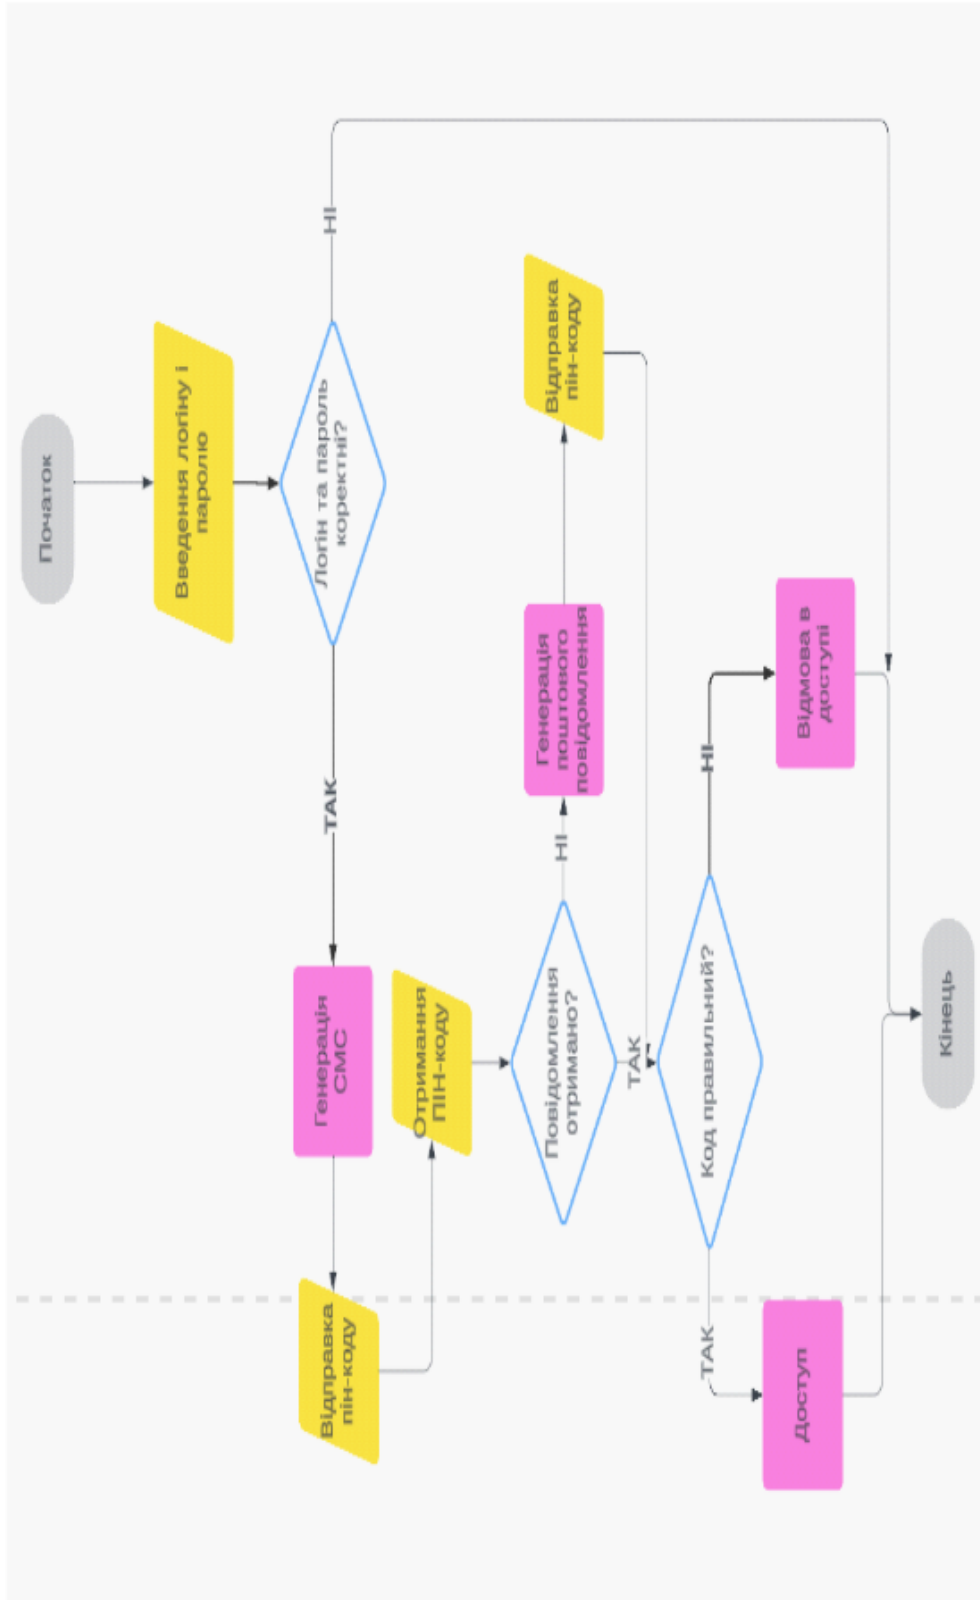 Початок
Введення логіну і
паролю
Логін та пароль
коректні?
НІ
ТАК
Генерація
СМС
Відправка
пін-коду
Отримання
ПІН-коду
Повідомлення
отримано?
НІ
Генерація
поштового
повідомлення
Відправка
пін-коду
ТАК
Код правильний?
НІ
Відмова в
доступі
ТАК
Доступ
Кінець